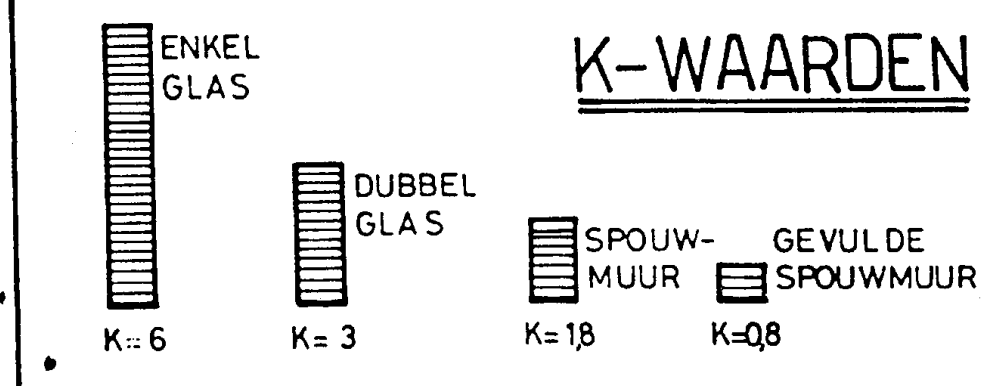 K-WAARDEN
ENKEL
GLAS
K=6
DUBBEL
GLAS
K= 3
SPOUW-
MUUR
K= 1,8
GEVULDE
SPOUWMUUR
K=0,8